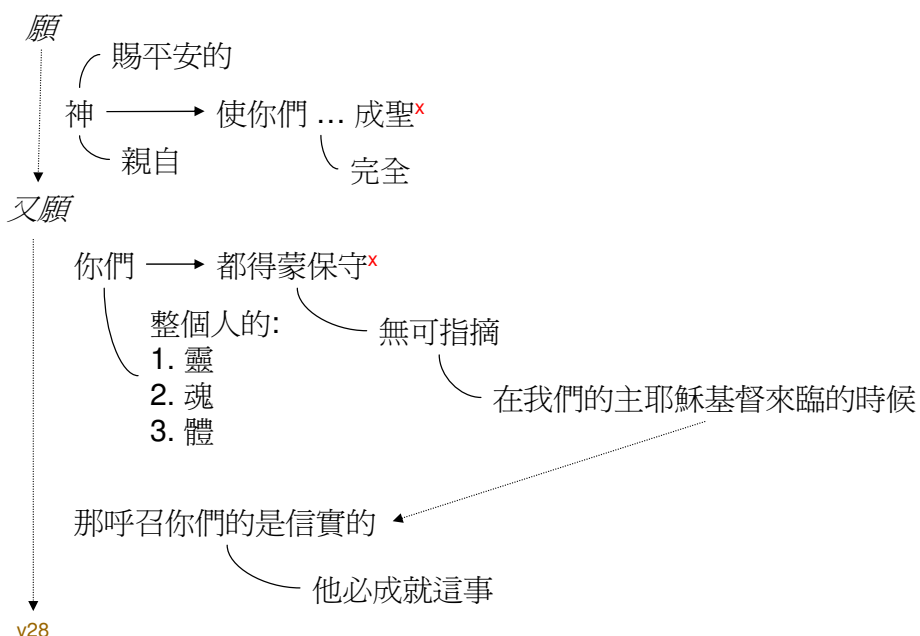 願
賜平安的
神 使你們 … 成聖x
親自
完全
又願
你們 都得蒙保守x
整個人的:
1. 靈
2. 魂
3. 體
無可指摘
在我們的主耶穌基督來臨的時候
那呼召你們的是信實的
他必成就這事
v28